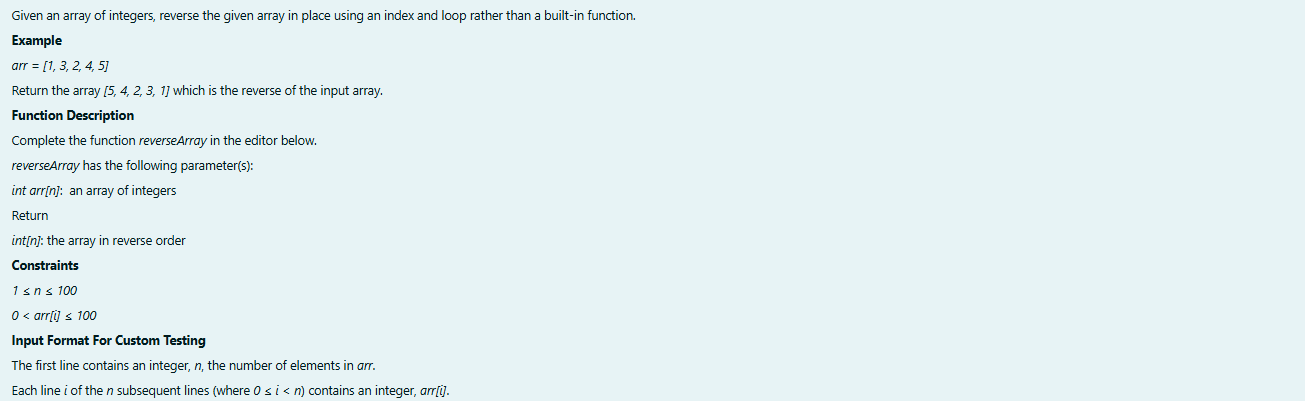 Given an array of integers, reverse the given array in place using an index and loop rather than a built-in function.
Example
arr = [1, 3, 2, 4, 5]
Return the array [5, 4, 2, 3, 1] which is the reverse of the input array.
Function Description
Complete the function reverseArray in the editor below.
reverseArray has the following parameter(s):
int arr[n]: an array of integers
Return
int[n]: the array in reverse order
Constraints
1 ≤ n ≤ 100
0 < arr[i] ≤ 100
Input Format For Custom Testing
The first line contains an integer, n, the number of elements in arr.
Each line i of the n subsequent lines (where 0 ≤ i < n) contains an integer, arr[i].